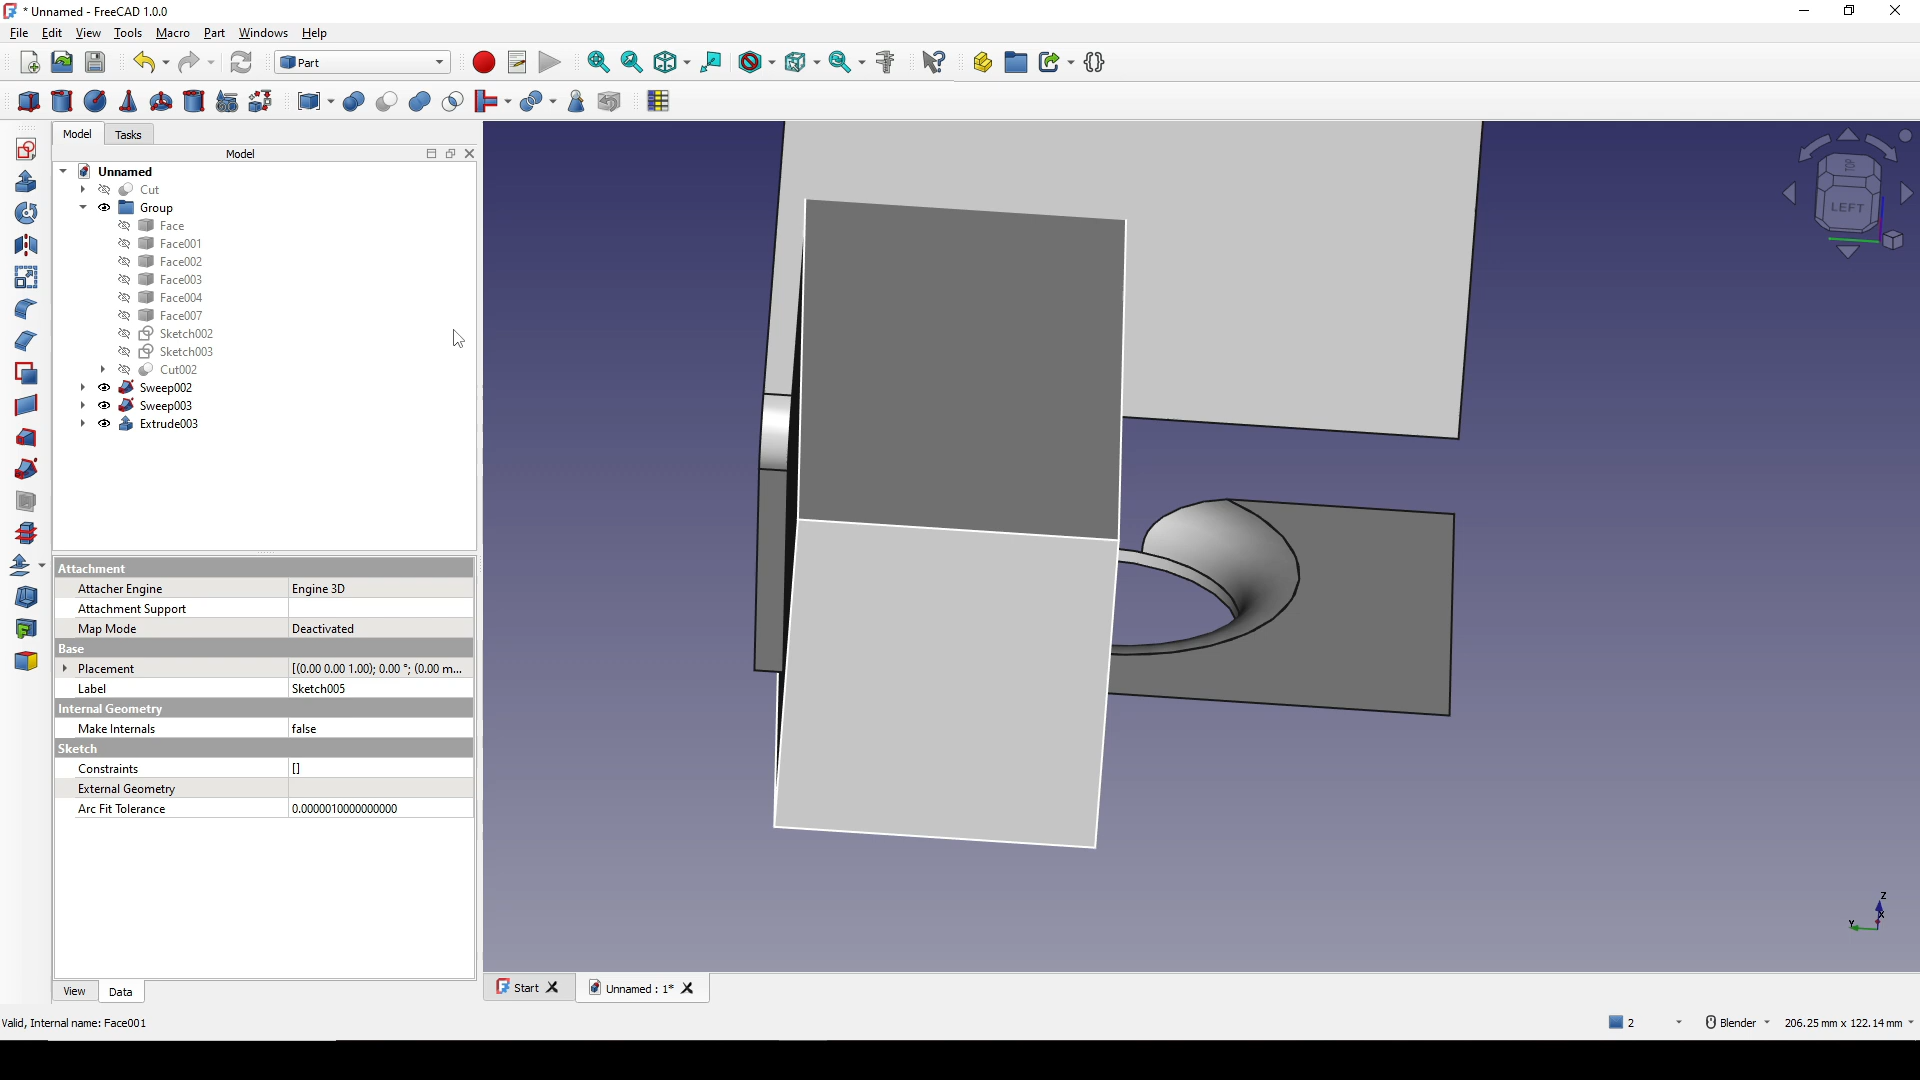 * Unnamed - FreeCAD 1.0.0
File Edit View Tools Macro Part Windows Help
Part
Model Tasks
Model
Unnamed
Cut
Group
Face
Face001
Face002
Face003
Face004
Face007
Sketch002
Sketch003
Cut002
Sweep002
Sweep003
Extrude003
Attachment
Attacher Engine Engine 3D
Attachment Support
Map Mode Deactivated
Base
Placement [(0.00 0.00 1.00); 0.00 °; (0.00 m...
Label Sketch005
Internal Geometry
Make Internals false
Sketch
Constraints []
External Geometry
Arc Fit Tolerance 0.0000010000000000
View Data
LEFT
Z
X
Y
Start
Unnamed : 1*
Valid, Internal name: Face001
2
Blender
206.25 mm x 122.14 mm